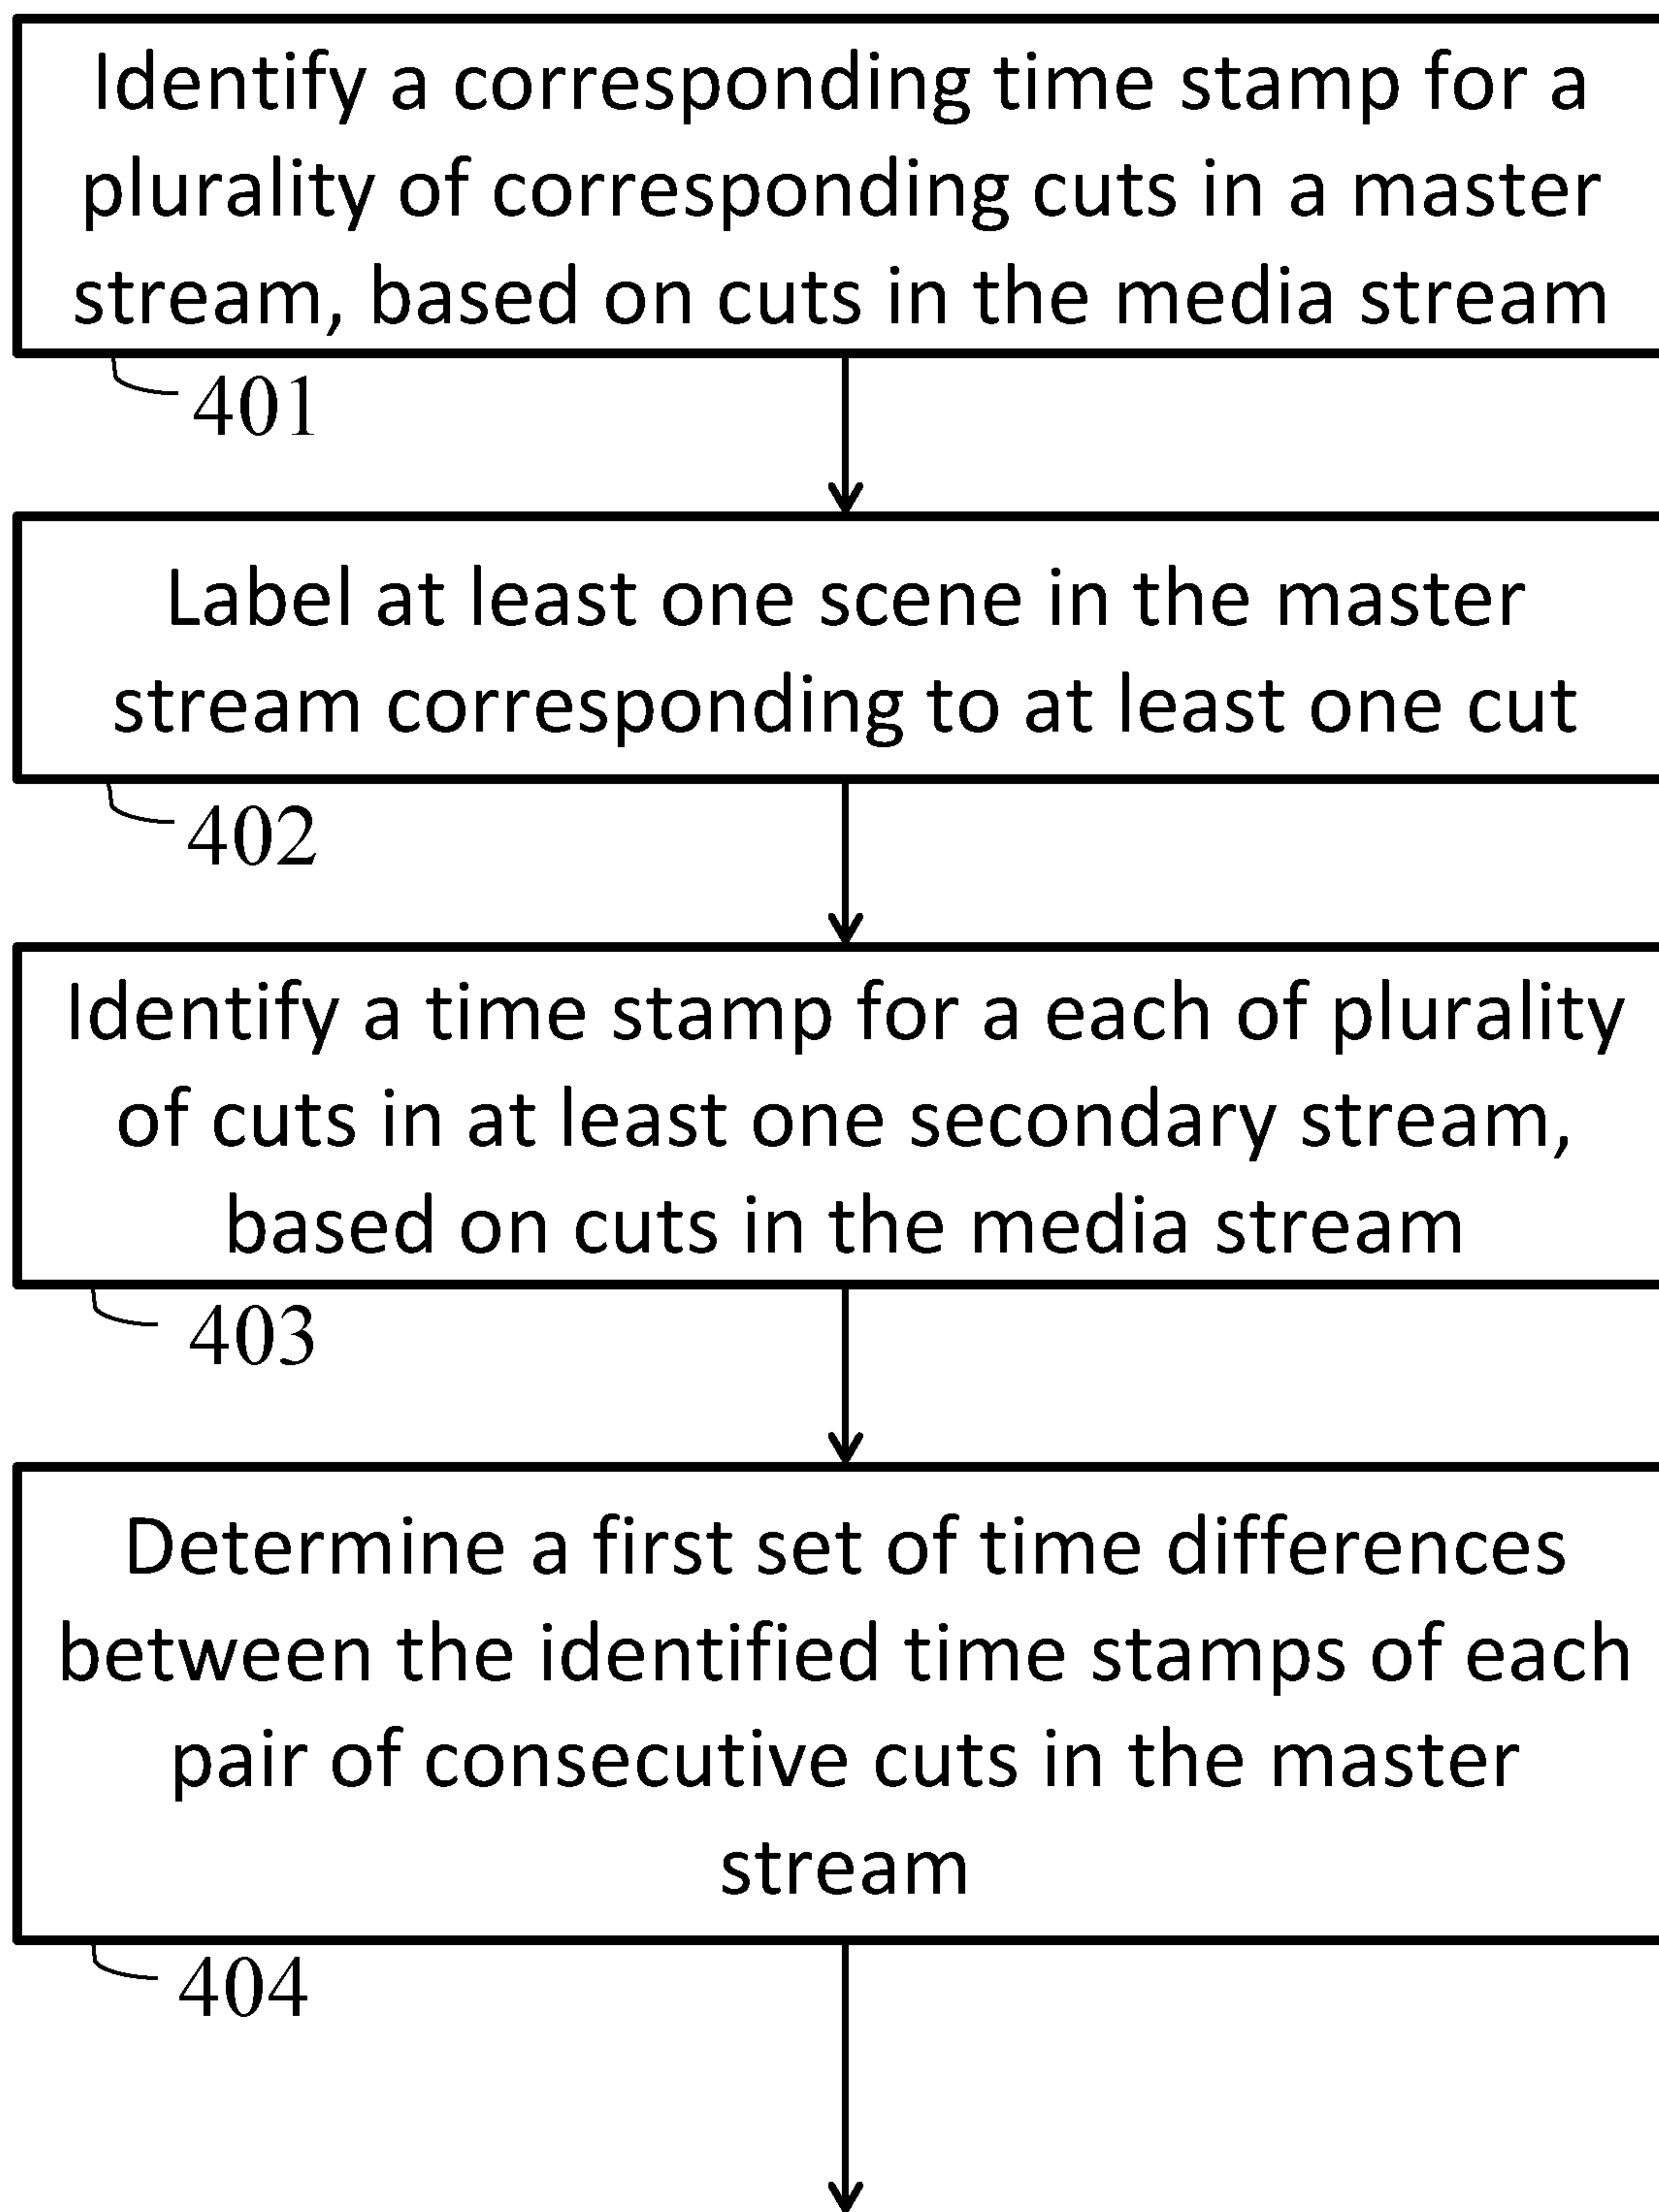 Identify a corresponding time stamp for a
plurality of corresponding cuts in a master
stream, based on cuts in the media stream
401
Label at least one scene in the master
stream corresponding to at least one cut
402
Identify a time stamp for a each of plurality
of cuts in at least one secondary stream,
based on cuts in the media stream
403
Determine a first set of time differences
between the identified time stamps of each
pair of consecutive cuts in the master
stream
404